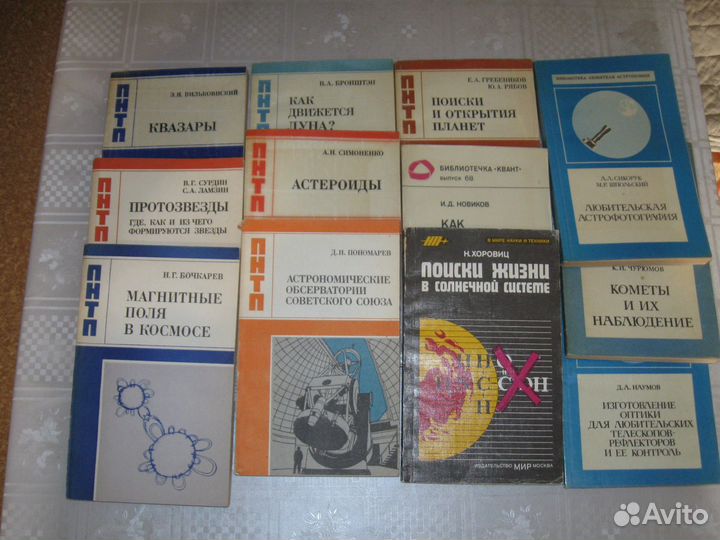 ПНТП
Э.Я. ВИЛЬКОВИСКИЙ
КВАЗАРЫ
ПНТП
В.А. БРОНШТЭН
КАК
ДВИЖЕТСЯ
ЛУНА?
ПНТП
Е.А. ГРЕБЕНИКОВ
Ю.А. РЯБОВ
ПОИСКИ
И ОТКРЫТИЯ
ПЛАНЕТ
БИБЛИОТЕКА ЛЮБИТЕЛЯ АСТРОНОМИИ
Л.Л. СИКОРУК
М.Р. ШПОЛЬСКИЙ
ЛЮБИТЕЛЬСКАЯ
АСТРОФОТОГРАФИЯ
ПНТП
В.Г. СУРДИН
С.А. ЛАМЗИН
ПРОТОЗВЕЗДЫ
ГДЕ, КАК И ИЗ ЧЕГО
ФОРМИРУЮТСЯ ЗВЕЗДЫ
ПНТП
А.Н. СИМОНЕНКО
АСТЕРОИДЫ
БИБЛИОТЕЧКА «КВАНТ»
ВЫПУСК 68
И.Д. НОВИКОВ
КАК
К.И. ЧУРЮМОВ
КОМЕТЫ
И ИХ
НАБЛЮДЕНИЕ
ПНТП
Н.Г. БОЧКАРЕВ
МАГНИТНЫЕ
ПОЛЯ
В КОСМОСЕ
ПНТП
Д.Н. ПОНОМАРЕВ
АСТРОНОМИЧЕСКИЕ
ОБСЕРВАТОРИИ
СОВЕТСКОГО СОЮЗА
В МИРЕ НАУКИ И ТЕХНИКИ
Н. ХОРОВИЦ
ПОИСКИ ЖИЗНИ
В СОЛНЕЧНОЙ СИСТЕМЕ
ИЗДАТЕЛЬСТВО МИР МОСКВА
Д.А. НАУМОВ
ИЗГОТОВЛЕНИЕ
ОПТИКИ
ДЛЯ ЛЮБИТЕЛЬСКИХ
ТЕЛЕСКОПОВ-
РЕФЛЕКТОРОВ
И ЕЕ КОНТРОЛЬ
Avito